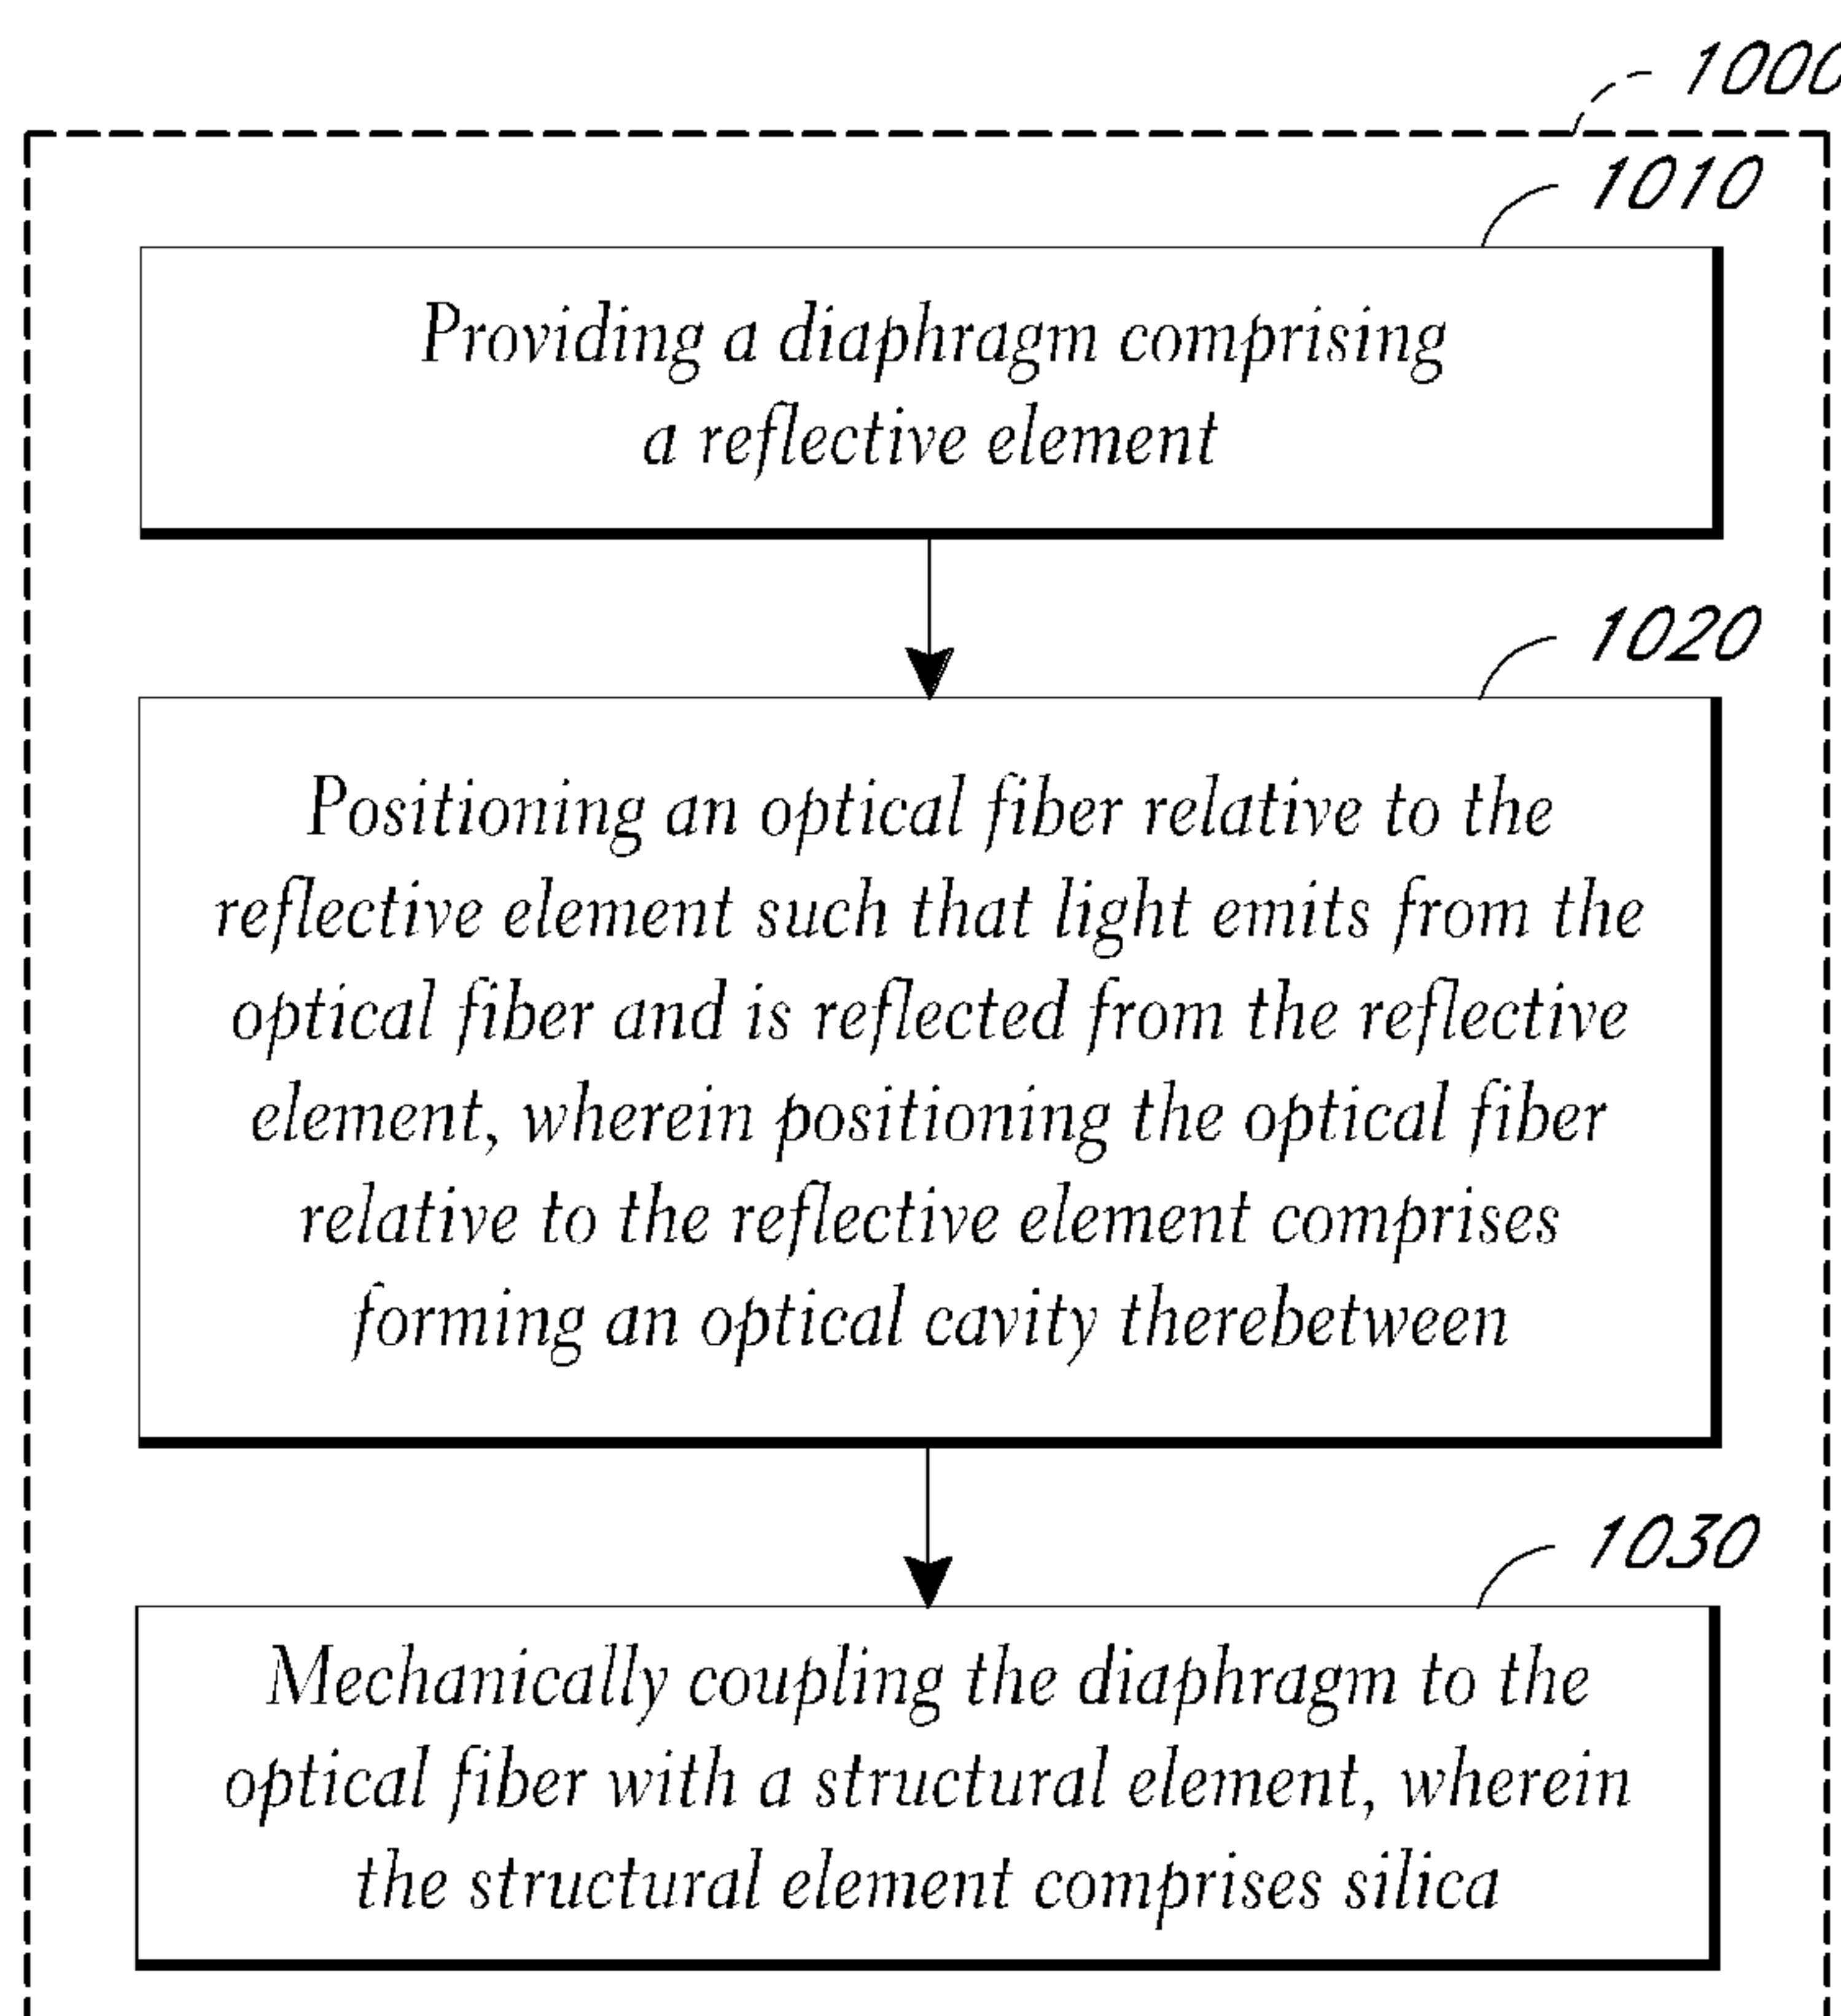 1000
1010
Providing a diaphragm comprising
a reflective element
1020
Positioning an optical fiber relative to the
reflective element such that light emits from the
optical fiber and is reflected from the reflective
element, wherein positioning the optical fiber
relative to the reflective element comprises
forming an optical cavity therebetween
1030
Mechanically coupling the diaphragm to the
optical fiber with a structural element, wherein
the structural element comprises silica